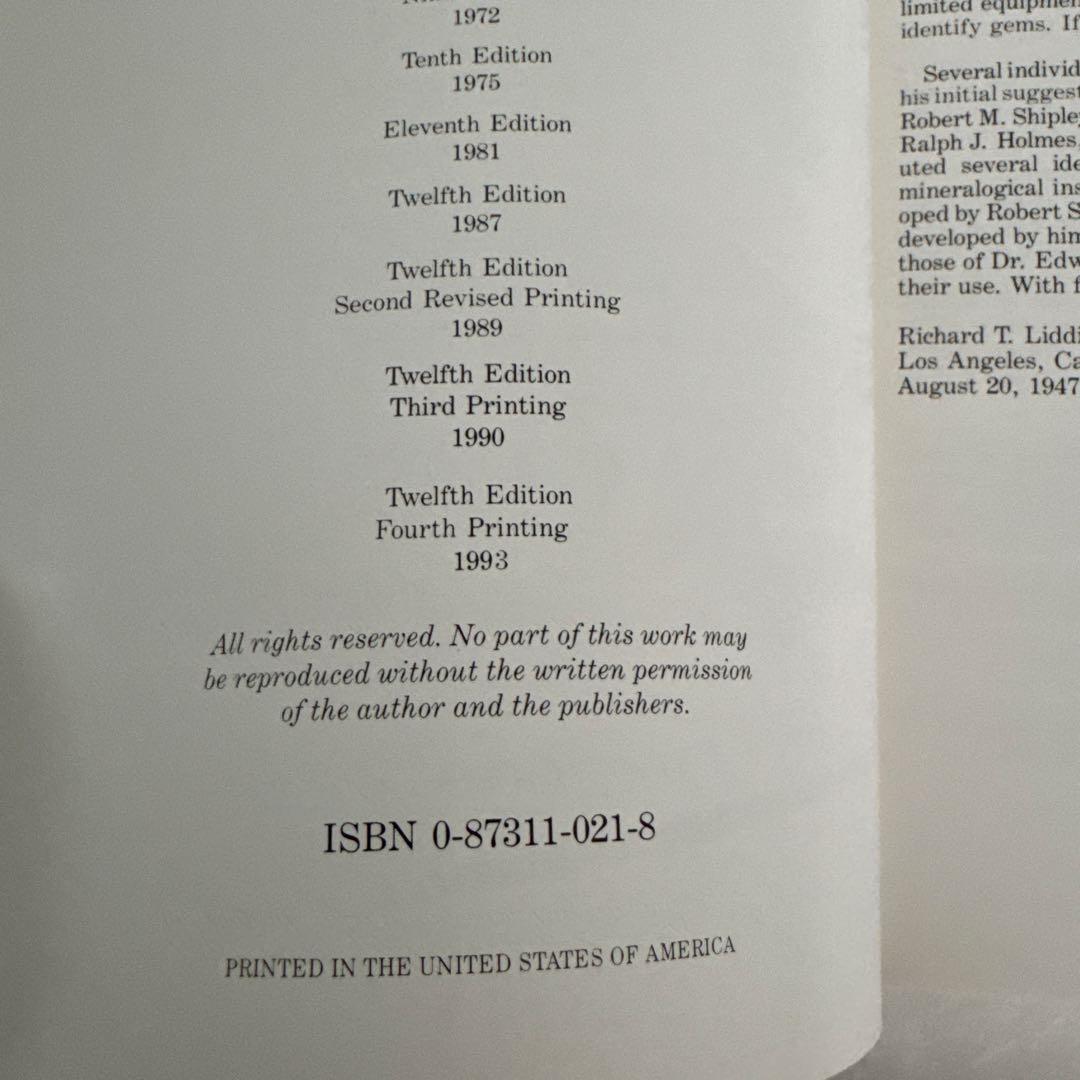 1972
Tenth Edition
1975
Eleventh Edition
1981
Twelfth Edition
1987
Twelfth Edition
Second Revised Printing
1989
Twelfth Edition
Third Printing
1990
Twelfth Edition
Fourth Printing
1993
All rights reserved. No part of this work may
be reproduced without the written permission
of the author and the publishers.
ISBN 0-87311-021-8
PRINTED IN THE UNITED STATES OF AMERICA
limited
identify gems. If
Several
his initial
Robert M.
Ralph J. Holmes,
uted several
mineralogical
oped by Robert
developed by
those of Dr.
their use. With
Richard T.
Los Angeles,
August 20, 1947